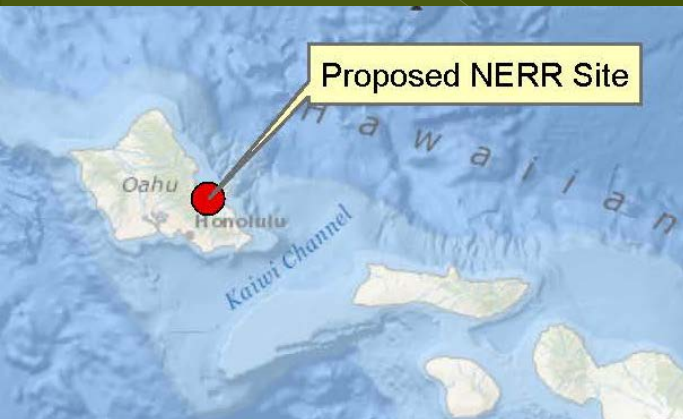 Proposed NERR Site
Hawaiian
Oahu
Honolulu
Kaiwi Channel